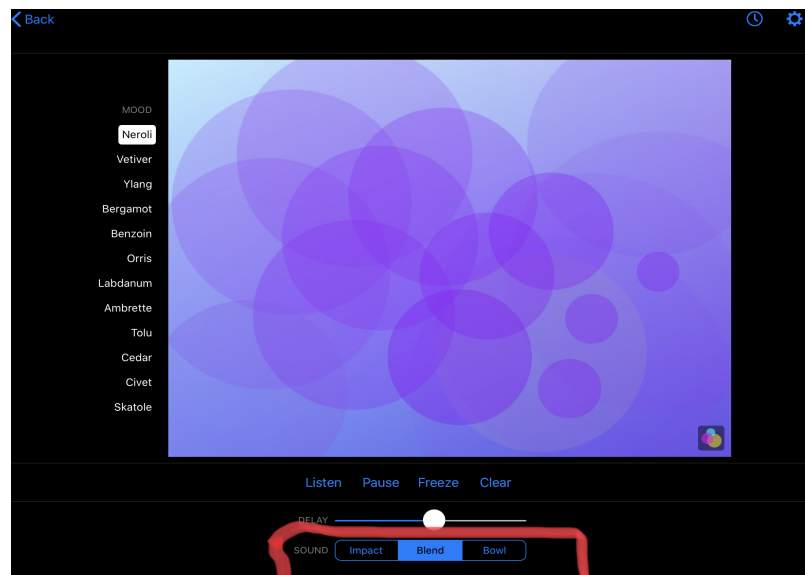 Back
MOOD
Neroli
Vetiver
Ylang
Bergamot
Benzoin
Orris
Labdanum
Ambrette
Tolu
Cedar
Civet
Skatole
Listen Pause Freeze Clear
DELAY
SOUND Impact Blend Bowl